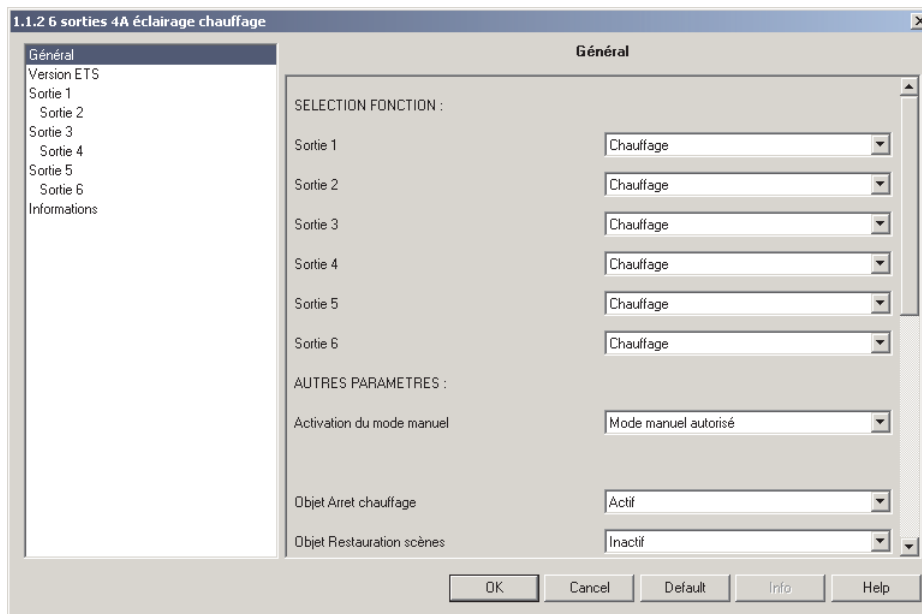 1.1.2 6 sorties 4A éclairage chauffage
Général
Version ETS
Sortie 1
Sortie 2
Sortie 3
Sortie 4
Sortie 5
Sortie 6
Informations
Général
SELECTION FONCTION :
Sortie 1 Chauffage
Sortie 2 Chauffage
Sortie 3 Chauffage
Sortie 4 Chauffage
Sortie 5 Chauffage
Sortie 6 Chauffage
AUTRES PARAMETRES :
Activation du mode manuel Mode manuel autorisé
Objet Arret chauffage Actif
Objet Restauration scènes Inactif
OK Cancel Default Info Help